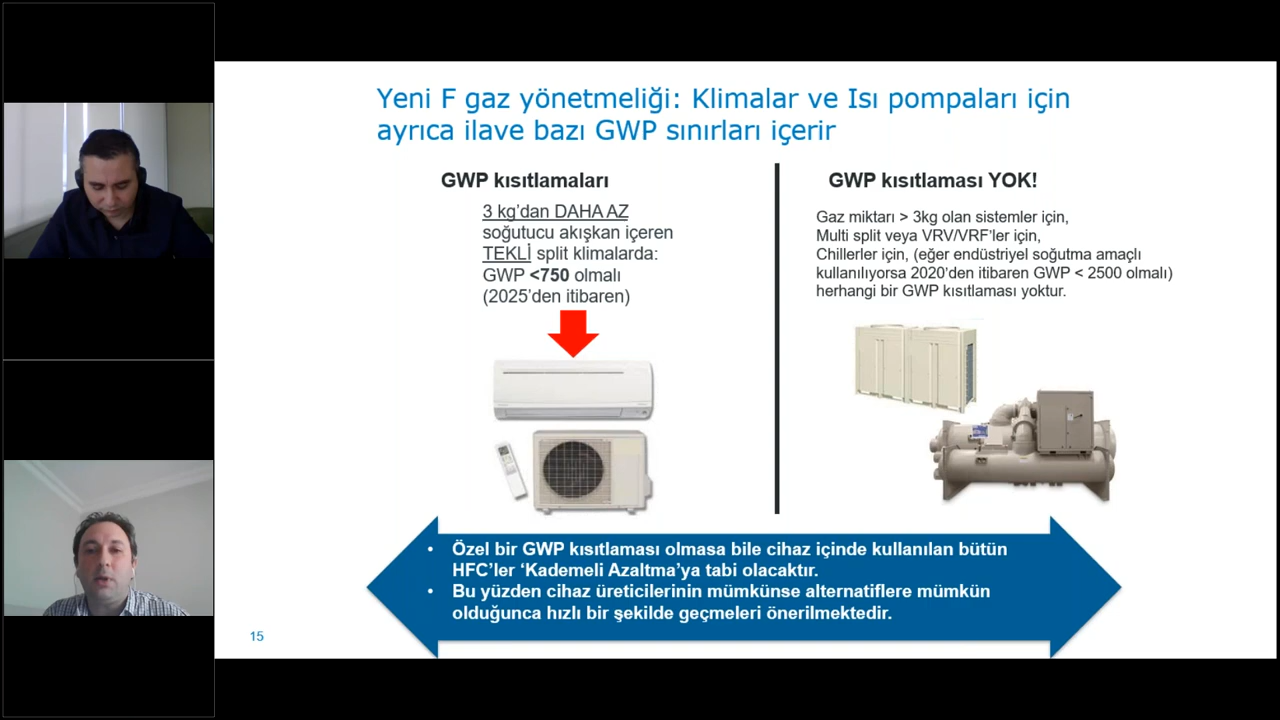 Yeni F gaz yönetmeliği: Klimalar ve Isı pompaları için
ayrıca ilave bazı GWP sınırları içerir
GWP kısıtlamaları
3 kg'dan DAHA AZ
soğutucu akışkan içeren
TEKLİ split klimalarda:
GWP <750 olmalı
(2025'den itibaren)
GWP kısıtlaması YOK!
Gaz miktarı > 3kg olan sistemler için,
Multi split veya VRV/VRF'ler için,
Chillerler için, (eğer endüstriyel soğutma amaçlı
kullanılıyorsa 2020'den itibaren GWP < 2500 olmalı)
herhangi bir GWP kısıtlaması yoktur.
• Özel bir GWP kısıtlaması olmasa bile cihaz içinde kullanılan bütün
HFC'ler 'Kademeli Azaltma'ya tabi olacaktır.
• Bu yüzden cihaz üreticilerinin mümkünse alternatiflere mümkün
olduğunca hızlı bir şekilde geçmeleri önerilmektedir.
15